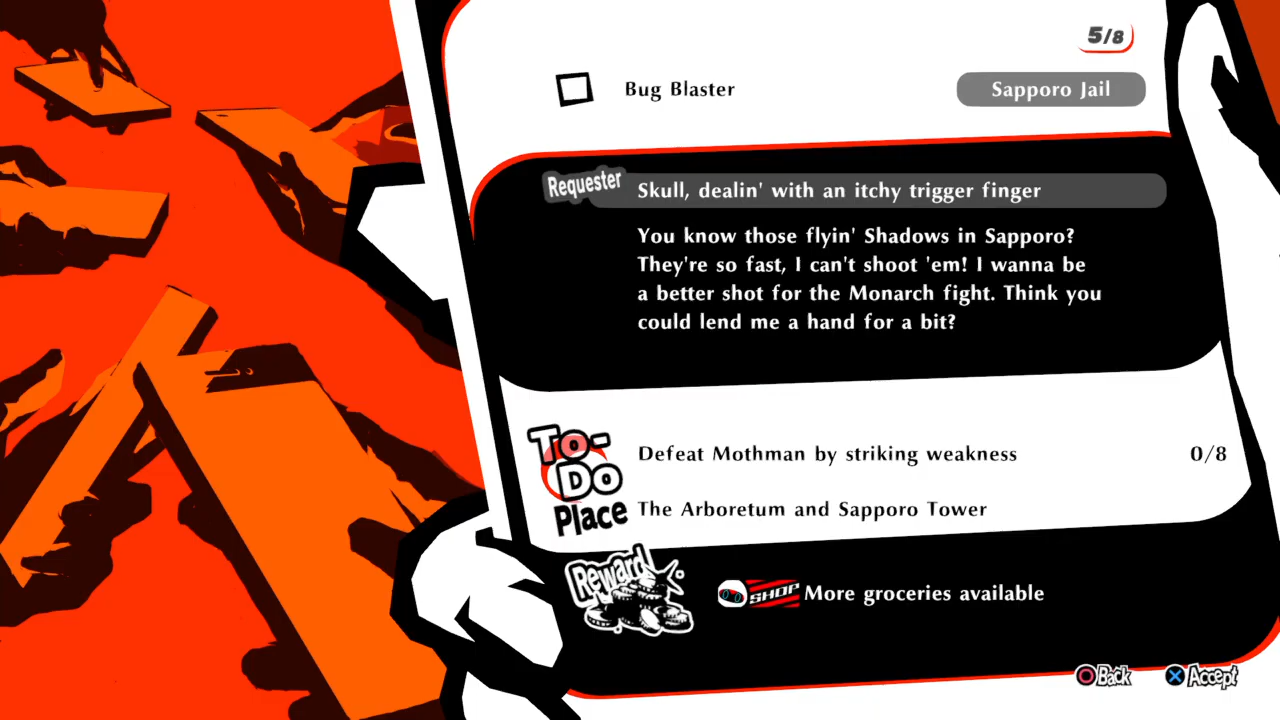 5/8
Bug Blaster
Sapporo Jail
Requester
Skull, dealin' with an itchy trigger finger
You know those flyin' Shadows in Sapporo?
They're so fast, I can't shoot 'em! I wanna be
a better shot for the Monarch fight. Think you
could lend me a hand for a bit?
To-
Do
Defeat Mothman by striking weakness
0/8
Place
The Arboretum and Sapporo Tower
Reward
SHOP
More groceries available
Back
Accept